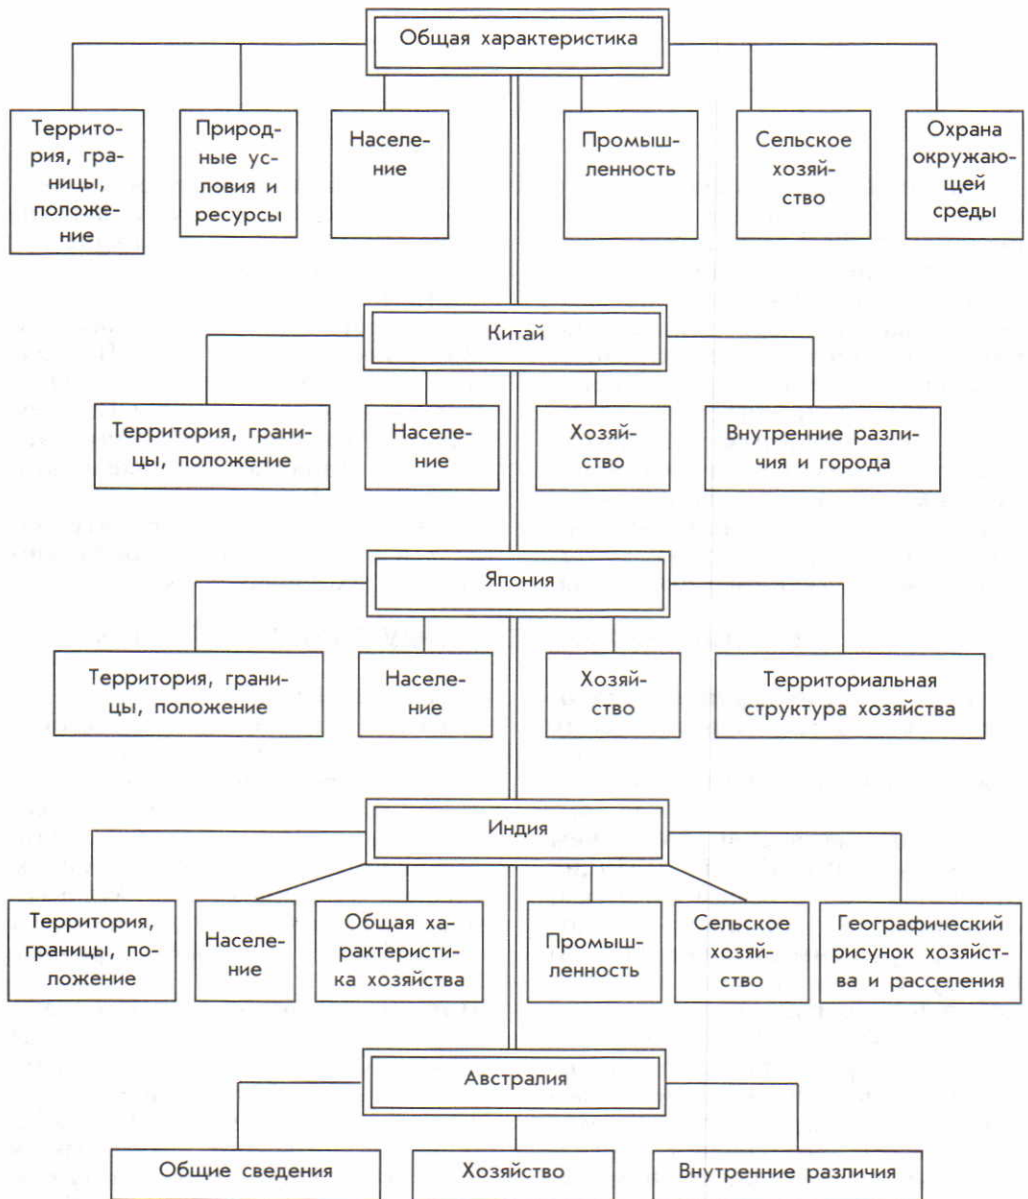 Общая характеристика
Террито-
рия, гра-
ницы,
положе-
ние
Природ-
ные ус-
ловия и
ресурсы
Населе-
ние
Промыш-
ленность
Сельское
хозяй-
ство
Охрана
окружаю-
щей
среды
Китай
Территория, грани-
цы, положение
Населе-
ние
Хозяй-
ство
Внутренние разли-
чия и города
Япония
Территория, грани-
цы, положение
Населе-
ние
Хозяй-
ство
Территориальная
структура хозяйства
Индия
Территория,
границы, по-
ложение
Населе-
ние
Общая ха-
рактеристи-
ка хозяйства
Промыш-
ленность
Сельское
хозяй-
ство
Географический
рисунок хозяйст-
ва и расселения
Австралия
Общие сведения
Хозяйство
Внутренние различия